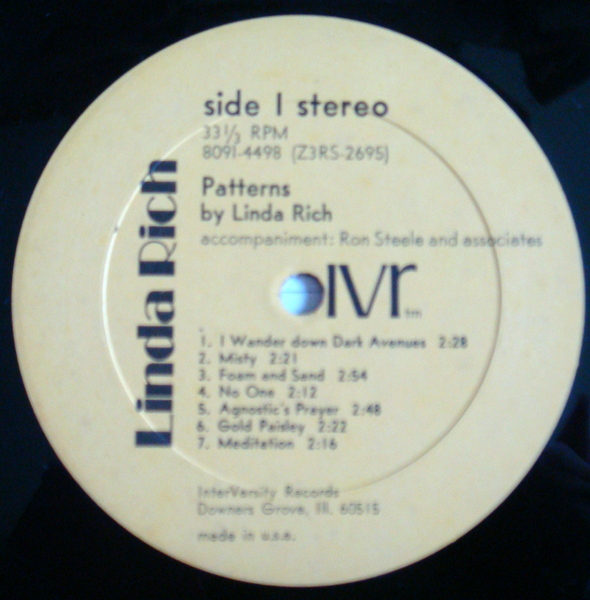 side 1 stereo
33 1/3 RPM
8091-4498 (Z3RS-2695)
Patterns
by Linda Rich
accompaniment: Ron Steele and associates
Linda Rich
ivr tm
1. I Wander down Dark Avenues 2:28
2. Misty 2:21
3. Foam and Sand 2:54
4. No One 2:12
5. Agnostic's Prayer 2:48
6. Gold Paisley 2:22
7. Meditation 2:16
InterVarsity Records
Downers Grove, Ill. 60515
made in u.s.a.